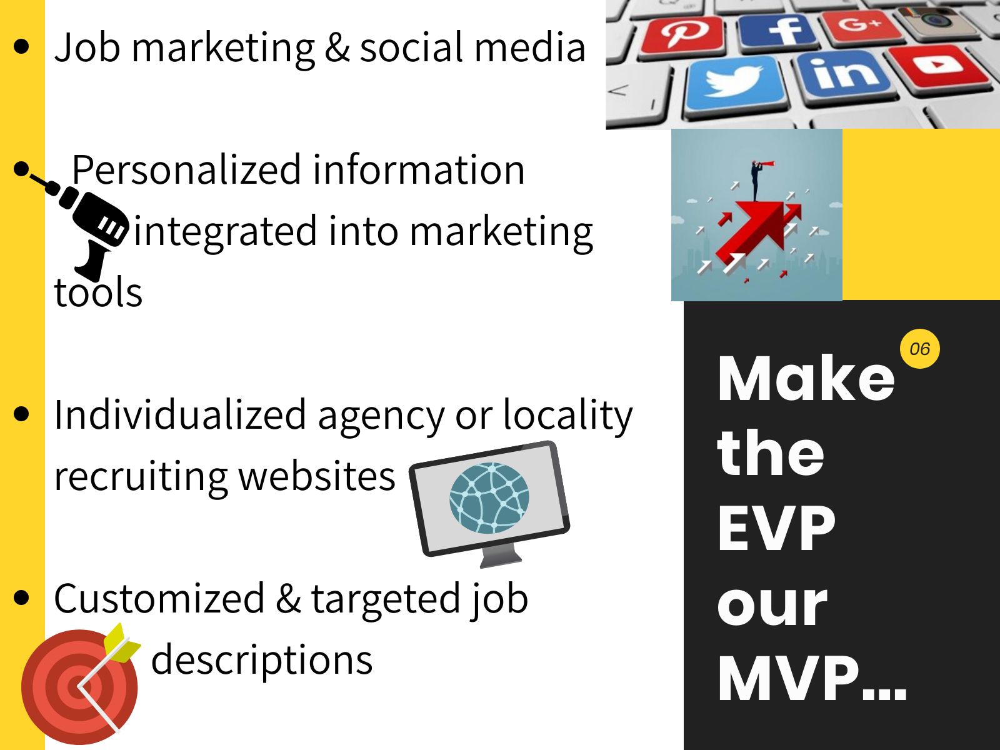 • Job marketing & social media
• Personalized information
integrated into marketing
tools
• Individualized agency or locality
recruiting websites
• Customized & targeted job
descriptions
f
G+
in
<
06
Make
the
EVP
our
MVP...